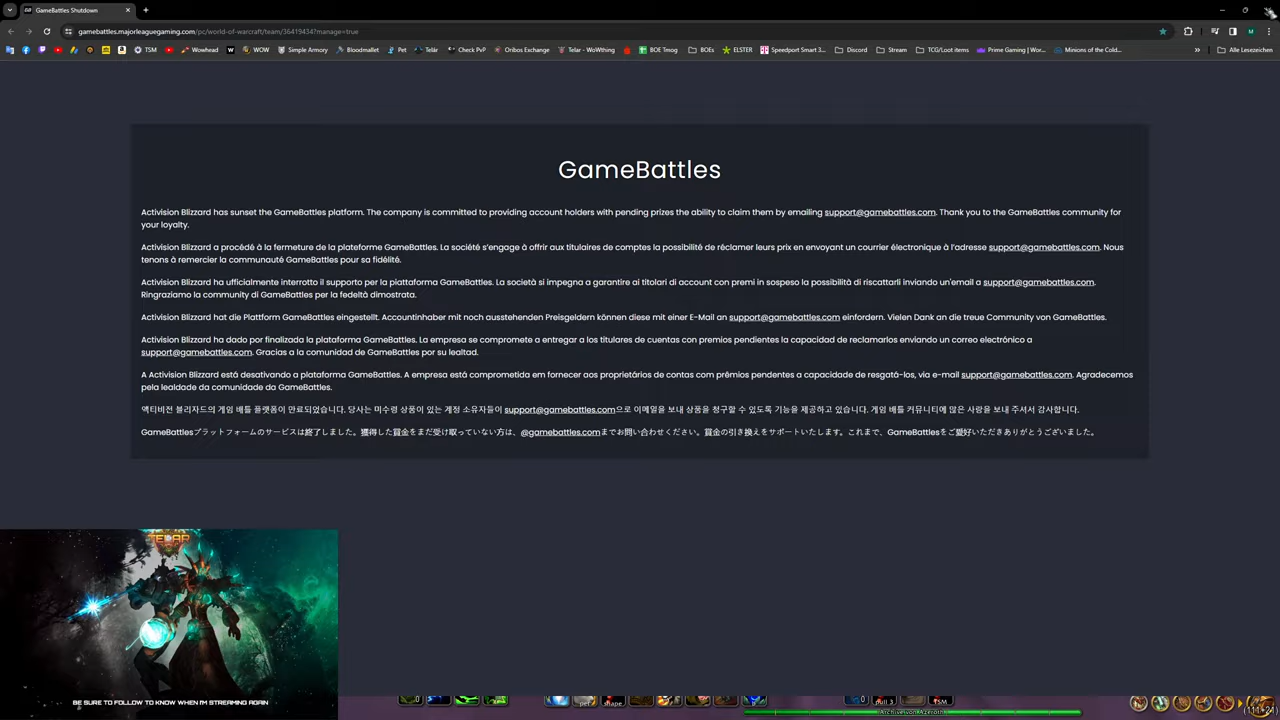 GameBattles Shutdown
gamebattles.majorleaguegaming.com/pc/world-of-warcraft/team/36419434?manage=true
TSM Wowhead WOW Simple Armory Bloodmallet Pet Telár Check PvP Oribos Exchange Telar - WoWthing BOE Tmog BOEs ELSTER Speedport Smart 3... Discord Stream TCG/Loot items Prime Gaming | Wor... Minions of the Cold... » Alle Lesezeichen
GameBattles
Activision Blizzard has sunset the GameBattles platform. The company is committed to providing account holders with pending prizes the ability to claim them by emailing support@gamebattles.com. Thank you to the GameBattles community for
your loyalty.
Activision Blizzard a procédé à la fermeture de la plateforme GameBattles. La société s'engage à offrir aux titulaires de comptes la possibilité de réclamer leurs prix en envoyant un courrier électronique à l'adresse support@gamebattles.com. Nous
tenons à remercier la communauté GameBattles pour sa fidélité.
Activision Blizzard ha ufficialmente interrotto il supporto per la piattaforma GameBattles. La società si impegna a garantire ai titolari di account con premi in sospeso la possibilità di riscattarli inviando un'email a support@gamebattles.com.
Ringraziamo la community di GameBattles per la fedeltà dimostrata.
Activision Blizzard hat die Plattform GameBattles eingestellt. Accountinhaber mit noch ausstehenden Preisgeldern können diese mit einer E-Mail an support@gamebattles.com einfordern. Vielen Dank an die treue Community von GameBattles.
Activision Blizzard ha dado por finalizada la plataforma GameBattles. La empresa se compromete a entregar a los titulares de cuentas con premios pendientes la capacidad de reclamarlos enviando un correo electrónico a
support@gamebattles.com. Gracias a la comunidad de GameBattles por su lealtad.
A Activision Blizzard está desativando a plataforma GameBattles. A empresa está comprometida em fornecer aos proprietários de contas com prêmios pendentes a capacidade de resgatá-los, via e-mail support@gamebattles.com. Agradecemos
pela lealdade da comunidade da GameBattles.
액티비전 블리자드의 게임 배틀 플랫폼이 만료되었습니다. 당사는 미수령 상품이 있는 계정 소유자들이 support@gamebattles.com으로 이메일을 보내 상품을 청구할 수 있도록 기능을 제공하고 있습니다. 게임 배틀 커뮤니티에 많은 사랑을 보내 주셔서 감사합니다.
GameBattlesプラットフォームのサービスは終了しました。獲得した賞金をまだ受け取っていない方は、@gamebattles.comまでお問い合わせください。賞金の引き換えをサポートいたします。これまで、GameBattlesをご愛好いただきありがとうございました。
TELAR
BE SURE TO FOLLOW TO KNOW WHEN I'M STREAMING AGAIN
pet shape 0 pull 3 TSM
Archive von Azeroth
(111+21)